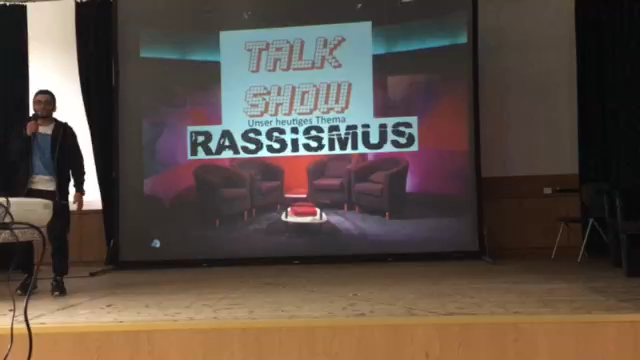 TALK
SHOW
Unser heutiges Thema
RASSISMUS